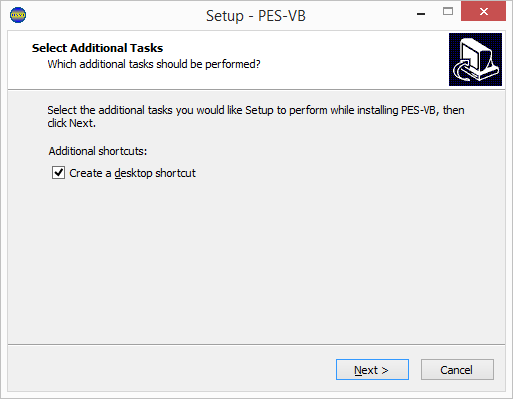 Setup - PES-VB
Select Additional Tasks
Which additional tasks should be performed?
Select the additional tasks you would like Setup to perform while installing PES-VB, then
click Next.
Additional shortcuts:
Create a desktop shortcut
Next >
Cancel